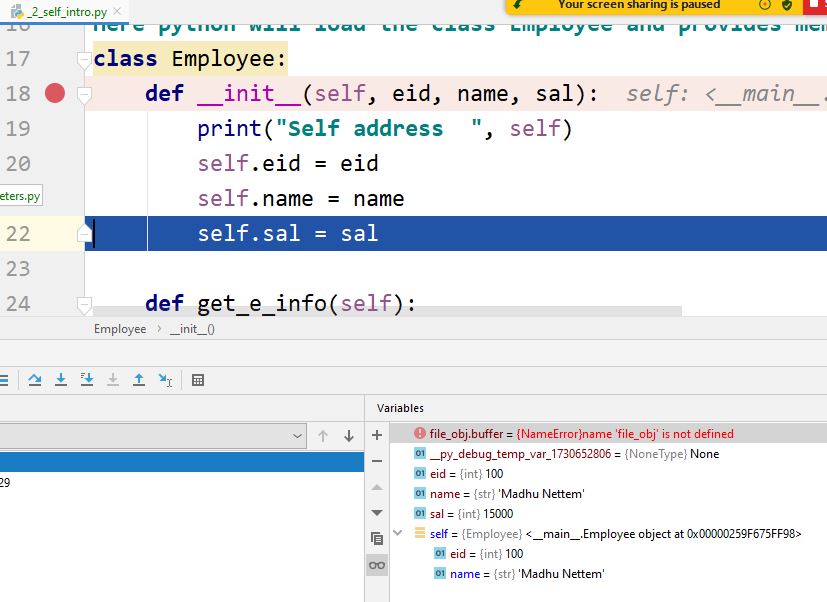 _2_self_intro.py
Your screen sharing is paused
16 here python will load the class Employee and provides mem
17 class Employee:
18 def __init__(self, eid, name, sal): self: <__main__.
19 print("Self address ", self)
20 self.eid = eid
eters.py self.name = name
22 self.sal = sal
23
24 def get_e_info(self):
Employee › __init__()
Variables
file_obj.buffer = {NameError}name 'file_obj' is not defined
__py_debug_temp_var_1730652806 = {NoneType} None
29
eid = {int} 100
name = {str} 'Madhu Nettem'
sal = {int} 15000
self = {Employee} <__main__.Employee object at 0x00000259F675FF98>
eid = {int} 100
name = {str} 'Madhu Nettem'